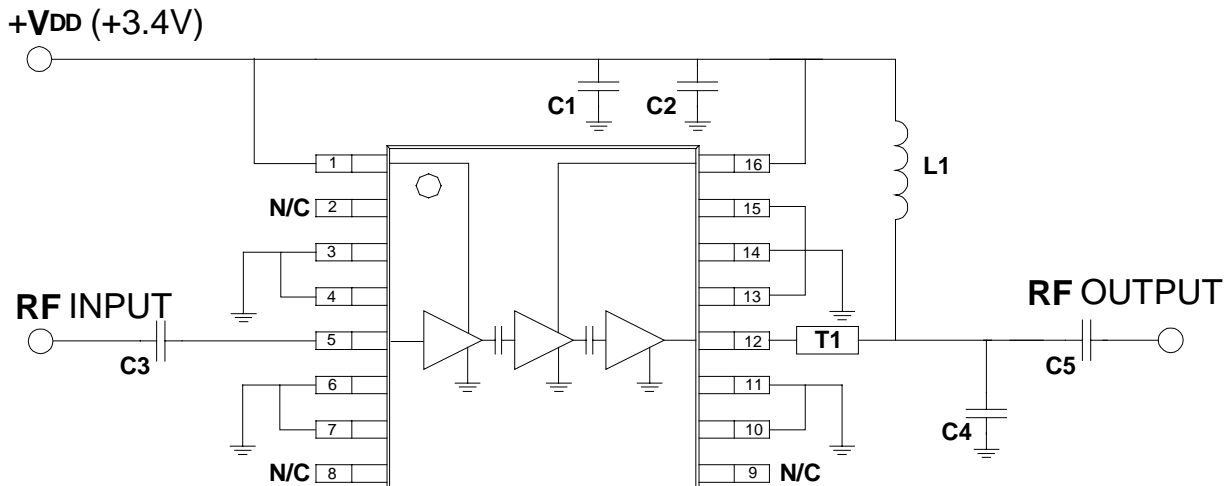 +VDD (+3.4V)
C1
C2
1
16
L1
N/C
2
15
3
14
4
13
RF INPUT
RF OUTPUT
5
12
T1
C3
C5
6
11
7
10
C4
N/C
8
9
N/C